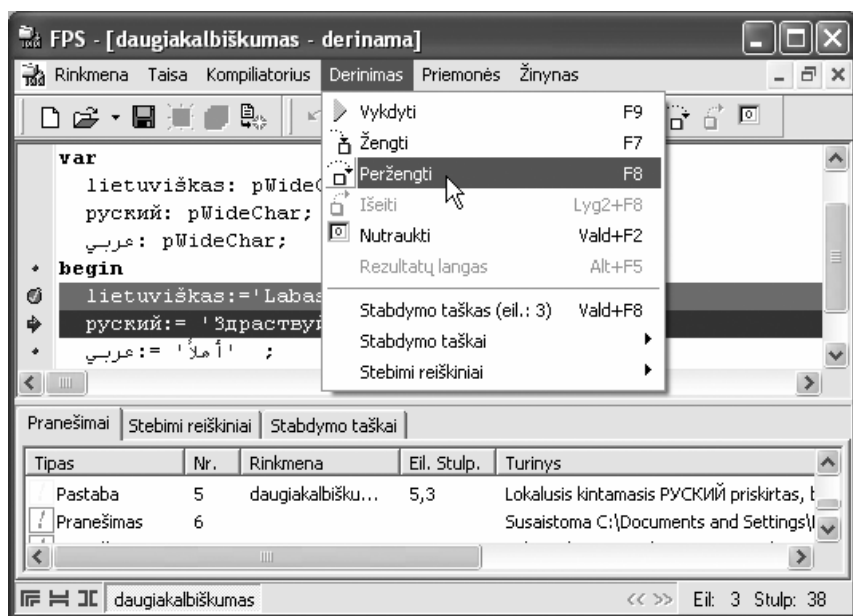 FPS - [daugiakalbiškumas - derinama]
Rinkmena Taisa Kompiliatorius Derinimas Priemonės Žinynas
Vykdyti F9
Žengti F7
Peržengti F8
Išeiti Lyg2+F8
Nutraukti Vald+F2
Rezultatų langas Alt+F5
Stabdymo taškas (eil.: 3) Vald+F8
Stabdymo taškai
Stebimi reiškiniai
var
lietuviškas: pWideC
руский: pWideChar;
عربي: pWideChar;
begin
lietuviškas:='Labas
руский:= 'Здраствуй
عربي:= 'أهلاً' ;
Pranešimai Stebimi reiškiniai Stabdymo taškai
Tipas Nr. Rinkmena Eil. Stulp. Turinys
Pastaba 5 daugiakalbišku... 5,3 Lokalusis kintamasis РУСКИЙ priskirtas,
Pranešimas 6 Susaistoma C:\Documents and Settings\
daugiakalbiškumas << >> Eil: 3 Stulp: 38